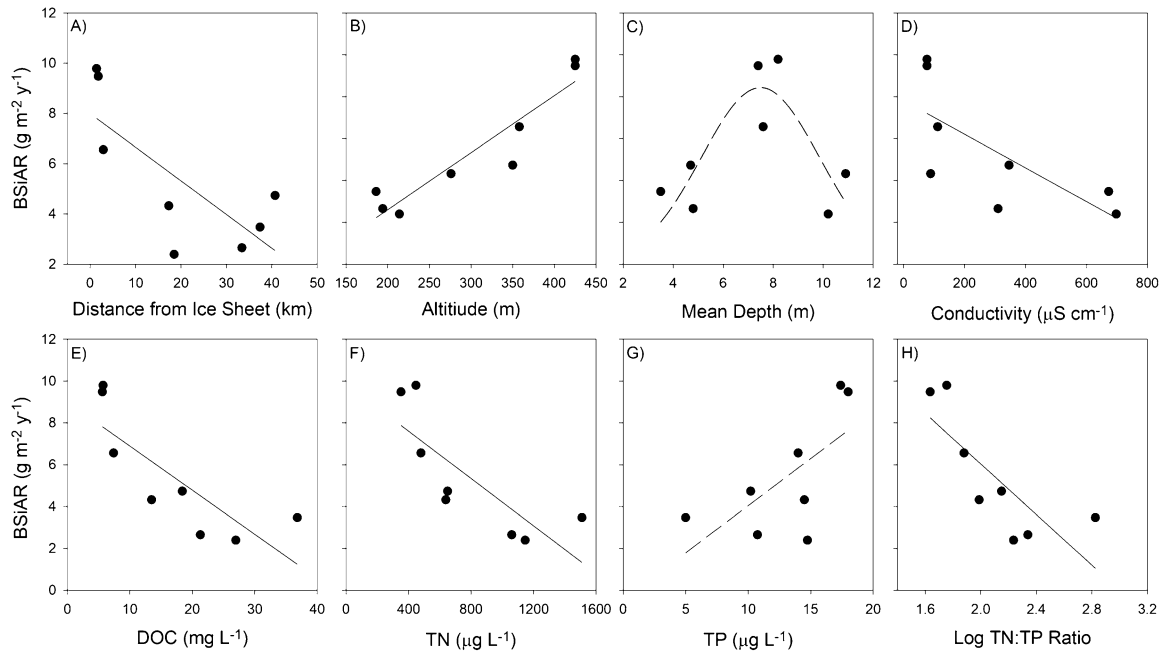 A)
B)
C)
D)
12
10
8
6
4
2
BSiAR (g m-2 y-1)
0 10 20 30 40 50
150 200 250 300 350 400 450
2 4 6 8 10 12
0 200 400 600 800
Distance from Ice Sheet (km)
Altitiude (m)
Mean Depth (m)
Conductivity (μS cm-1)
E)
F)
G)
H)
12
10
8
6
4
2
0
BSiAR (g m-2 y-1)
0 10 20 30 40
0 400 800 1200 1600
0 5 10 15 20
1.6 2.0 2.4 2.8 3.2
DOC (mg L-1)
TN (μg L-1)
TP (μg L-1)
Log TN:TP Ratio